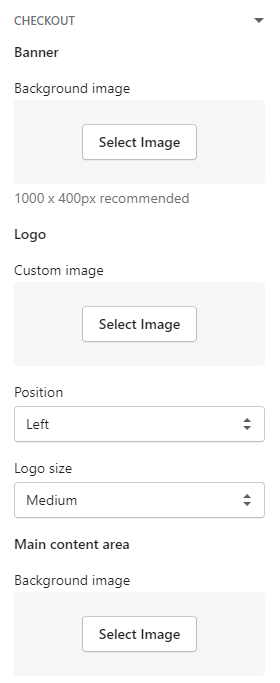 CHECKOUT
Banner
Background image
Select Image
1000 x 400px recommended
Logo
Custom image
Select Image
Position
Left
Logo size
Medium
Main content area
Background image
Select Image